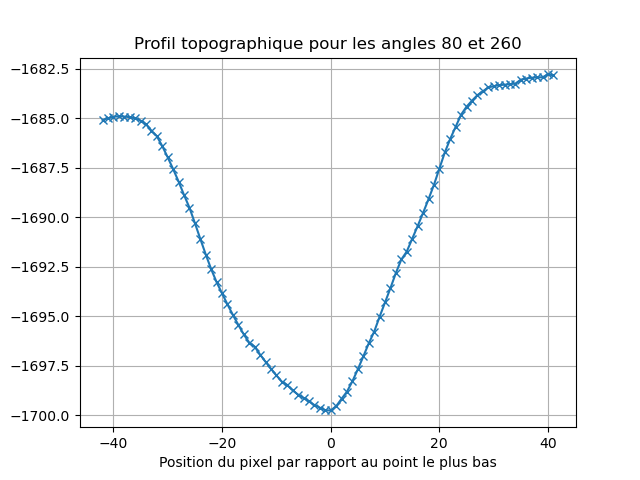 Profil topographique pour les angles 80 et 260
−1682.5
−1685.0
−1687.5
−1690.0
−1692.5
−1695.0
−1697.5
−1700.0
−40 −20 0 20 40
Position du pixel par rapport au point le plus bas